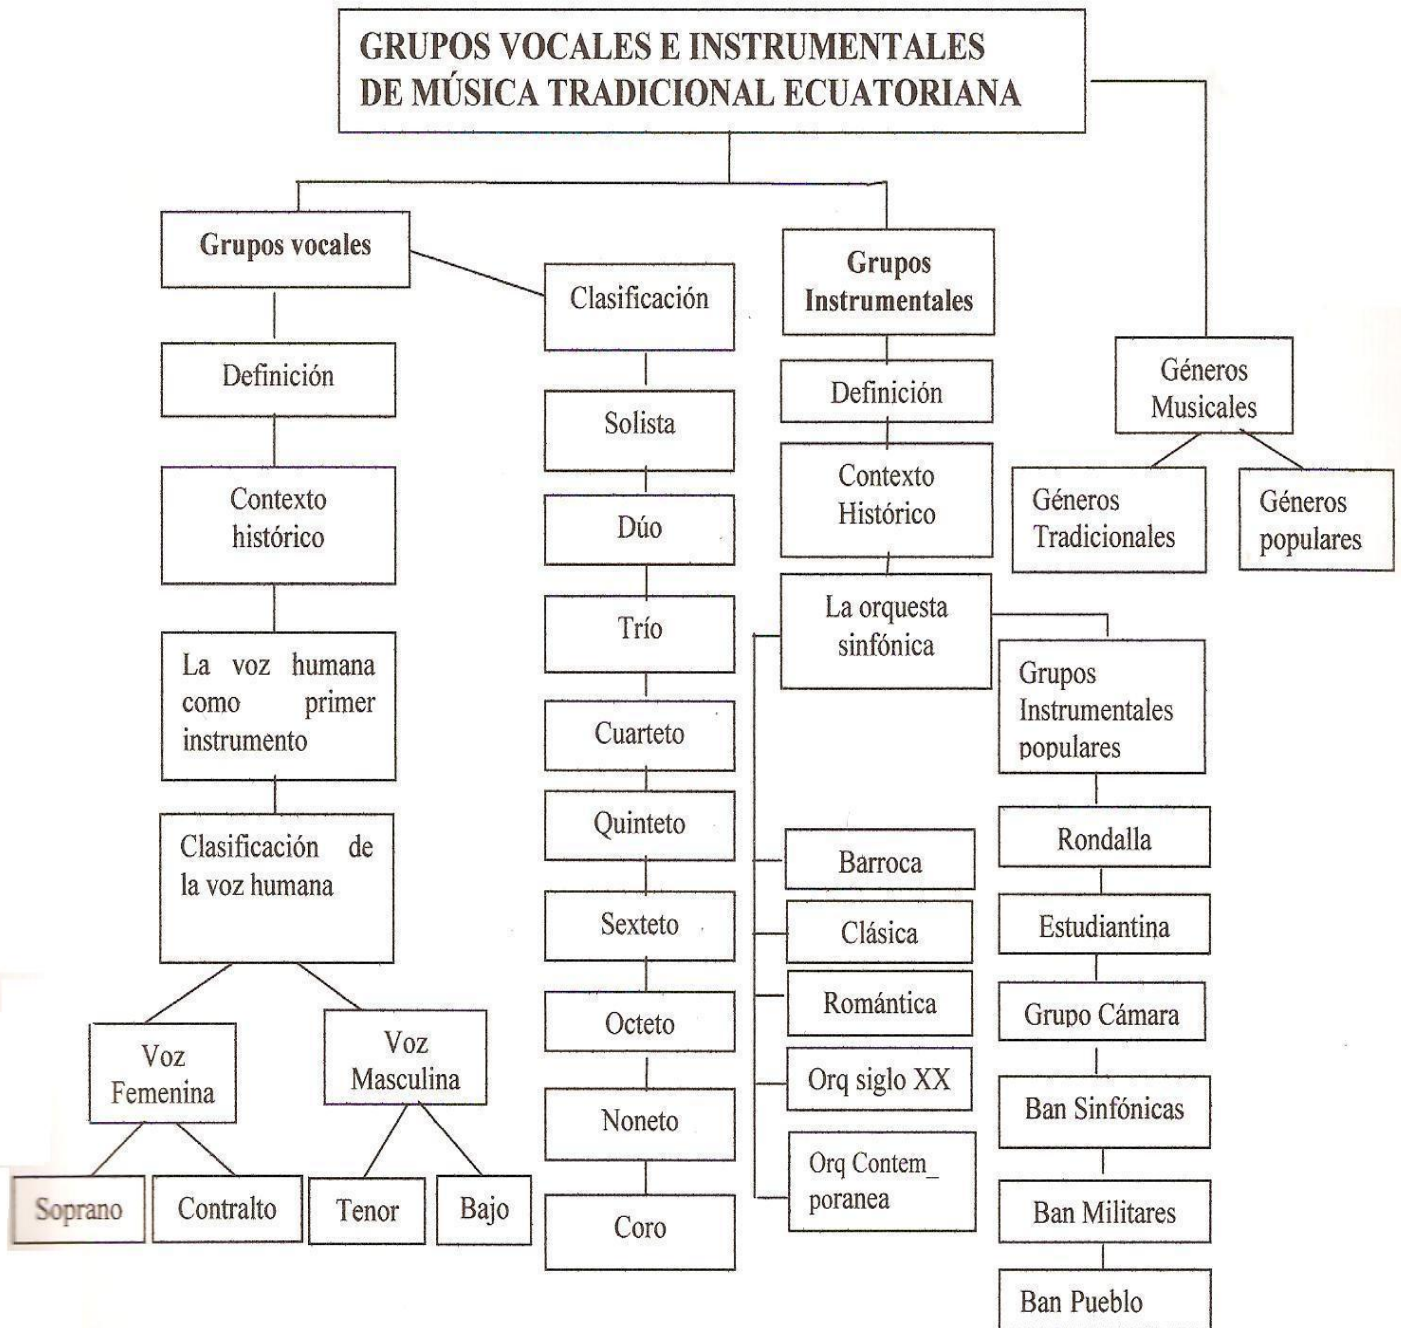 GRUPOS VOCALES E INSTRUMENTALES
DE MÚSICA TRADICIONAL ECUATORIANA
Grupos vocales
Definición
Contexto
histórico
La voz humana
como primer
instrumento
Clasificación de
la voz humana
Voz
Femenina
Soprano
Contralto
Voz
Masculina
Tenor
Bajo
Clasificación
Solista
Dúo
Trío
Cuarteto
Quinteto
Sexteto
Octeto
Noneto
Coro
Grupos
Instrumentales
Definición
Contexto
Histórico
La orquesta
sinfónica
Barroca
Clásica
Romántica
Orq siglo XX
Orq Contem_
poranea
Grupos
Instrumentales
populares
Rondalla
Estudiantina
Grupo Cámara
Ban Sinfónicas
Ban Militares
Ban Pueblo
Géneros
Musicales
Géneros
Tradicionales
Géneros
populares